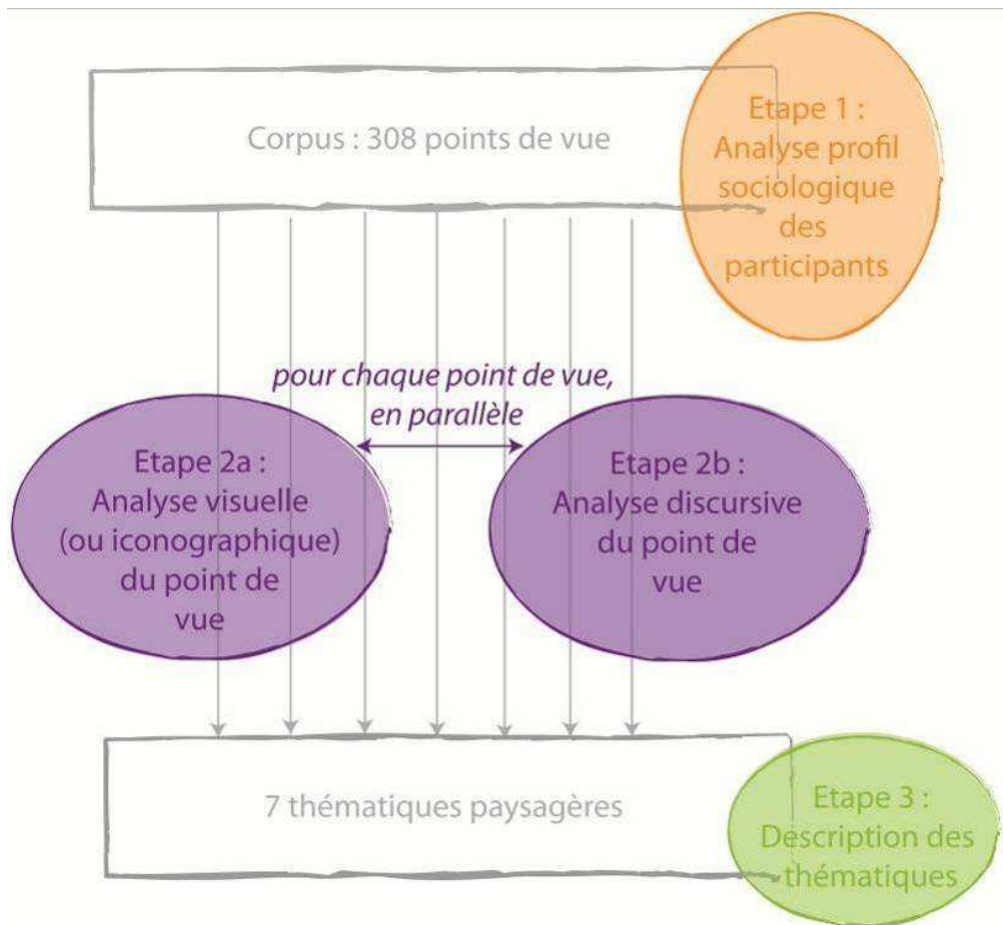 Corpus : 308 points de vue
Etape 1 :
Analyse profil
sociologique
des
participants
pour chaque point de vue,
en parallèle
Etape 2a :
Analyse visuelle
(ou iconographique)
du point de
vue
Etape 2b :
Analyse discursive
du point de
vue
7 thématiques paysagères
Etape 3 :
Description des
thématiques